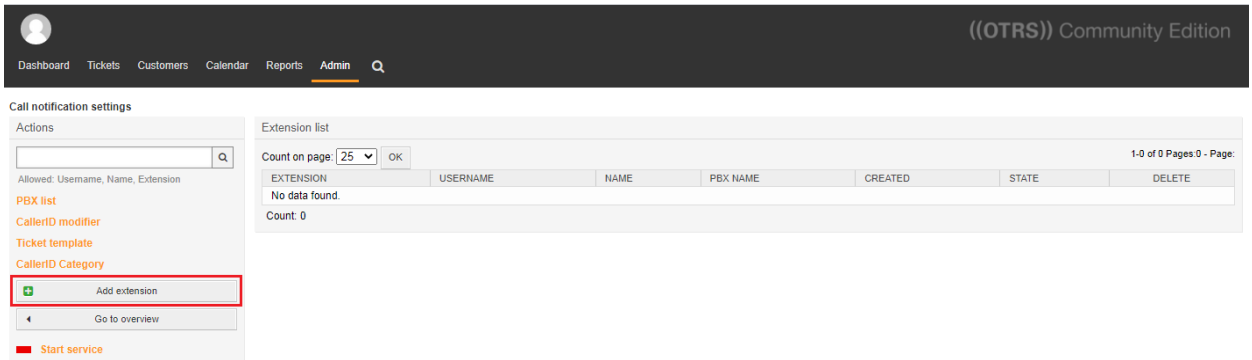 ((OTRS)) Community Edition
Dashboard Tickets Customers Calendar Reports Admin
Call notification settings
Actions
Allowed: Username, Name, Extension
PBX list
CallerID modifier
Ticket template
CallerID Category
Add extension
Go to overview
Start service
Extension list
Count on page: 25 OK
1-0 of 0 Pages:0 - Page:
EXTENSION USERNAME NAME PBX NAME CREATED STATE DELETE
No data found.
Count: 0